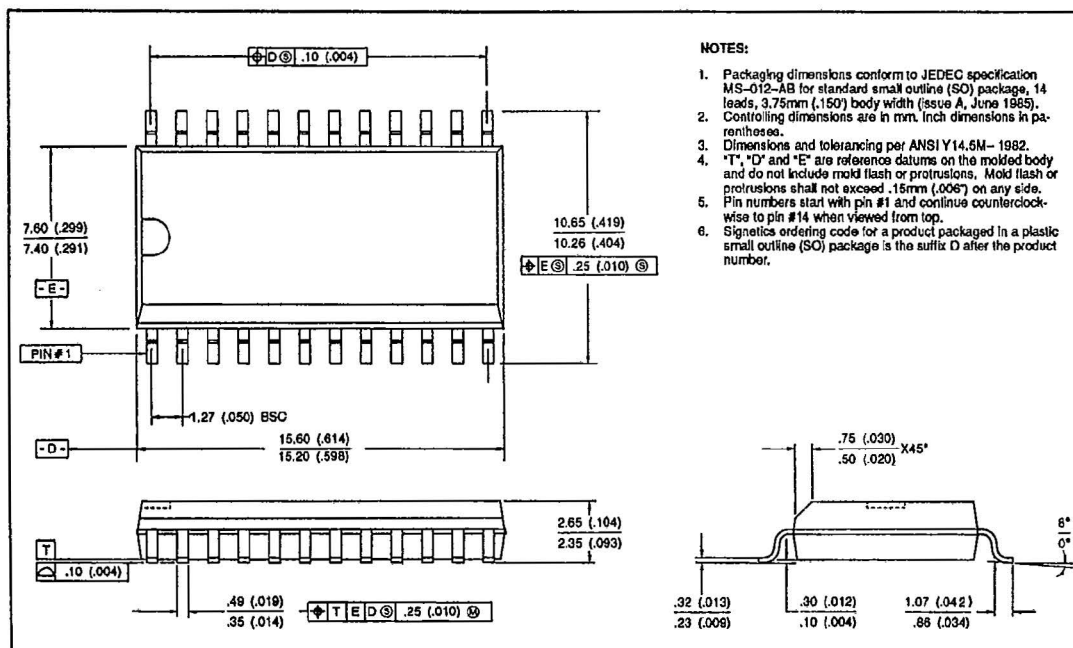 ⌖ D Ⓢ .10 (.004)
7.60 (.299)
7.40 (.291)
- E -
PIN # 1
10.65 (.419)
10.26 (.404)
⌖ E Ⓢ .25 (.010) Ⓢ
1.27 (.050) BSC
- D -
15.60 (.614)
15.20 (.598)
NOTES:
1. Packaging dimensions conform to JEDEC specification
MS-012-AB for standard small outline (SO) package, 14
leads, 3.75mm (.150") body width (issue A, June 1985).
2. Controlling dimensions are in mm. Inch dimensions in pa-
rentheses.
3. Dimensions and tolerancing per ANSI Y14.5M– 1982.
4. "T", "D" and "E" are reference datums on the molded body
and do not include mold flash or protrusions. Mold flash or
protrusions shall not exceed .15mm (.006") on any side.
5. Pin numbers start with pin #1 and continue counterclock-
wise to pin #14 when viewed from top.
6. Signetics ordering code for a product packaged in a plastic
small outline (SO) package is the suffix D after the product
number.
2.65 (.104)
2.35 (.093)
T
⌓ .10 (.004)
.49 (.019)
.35 (.014)
⌖ T E D Ⓢ .25 (.010) Ⓜ
.75 (.030)
.50 (.020)
X45°
8°
0°
.32 (.013)
.23 (.009)
.30 (.012)
.10 (.004)
1.07 (.042)
.86 (.034)